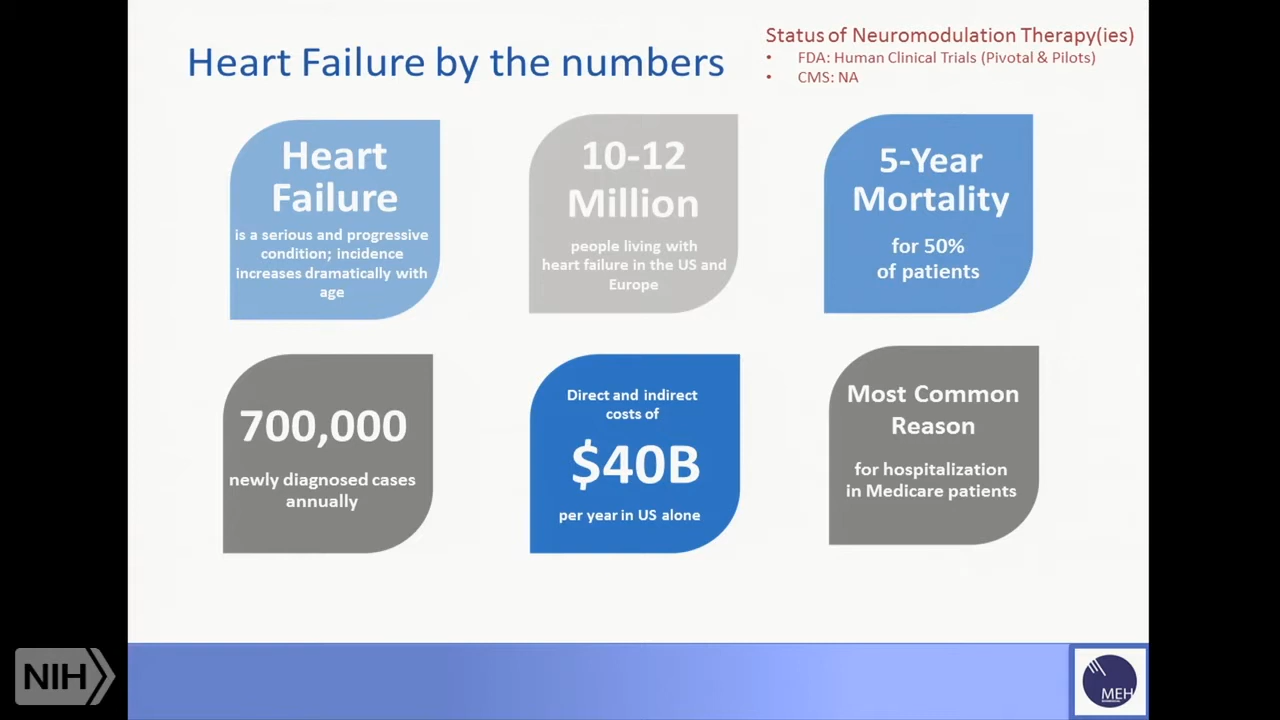 Heart Failure by the numbers
Status of Neuromodulation Therapy(ies)
• FDA: Human Clinical Trials (Pivotal & Pilots)
• CMS: NA
Heart
Failure
is a serious and progressive
condition; incidence
increases dramatically with
age
10-12
Million
people living with
heart failure in the US and
Europe
5-Year
Mortality
for 50%
of patients
700,000
newly diagnosed cases
annually
Direct and indirect
costs of
$40B
per year in US alone
Most Common
Reason
for hospitalization
in Medicare patients
NIH
MEH